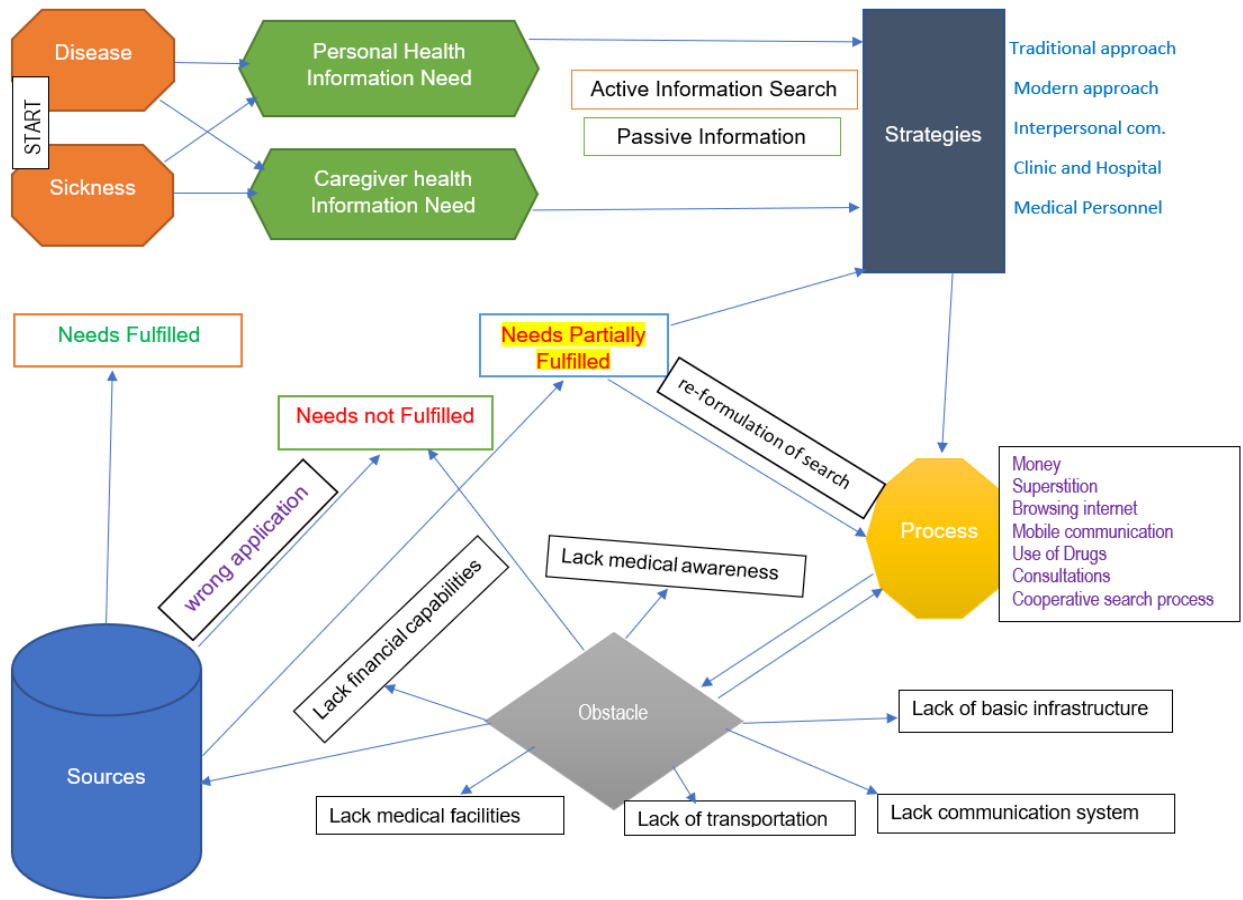 Disease
START
Sickness
Personal Health
Information Need
Caregiver health
Information Need
Active Information Search
Passive Information
Strategies
Traditional approach
Modern approach
Interpersonal com.
Clinic and Hospital
Medical Personnel
Needs Fulfilled
Needs Partially
Fulfilled
Needs not Fulfilled
re-formulation of search
wrong application
Process
Money
Superstition
Browsing internet
Mobile communication
Use of Drugs
Consultations
Cooperative search process
Lack medical awareness
Lack financial capabilities
Obstacle
Lack of basic infrastructure
Sources
Lack medical facilities
Lack of transportation
Lack communication system